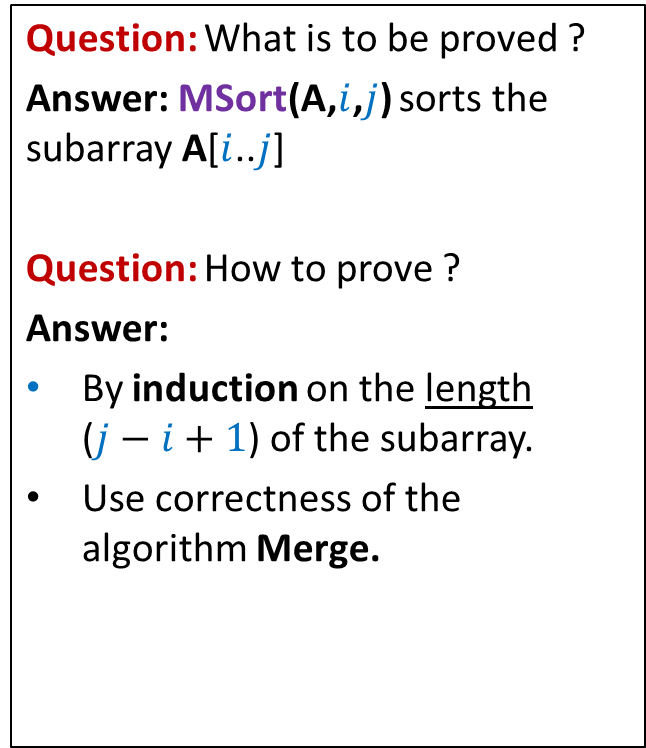 Question: What is to be proved ?
Answer: MSort(A,i,j) sorts the
subarray A[i..j]
Question: How to prove ?
Answer:
• By induction on the length
(j − i + 1) of the subarray.
• Use correctness of the
algorithm Merge.